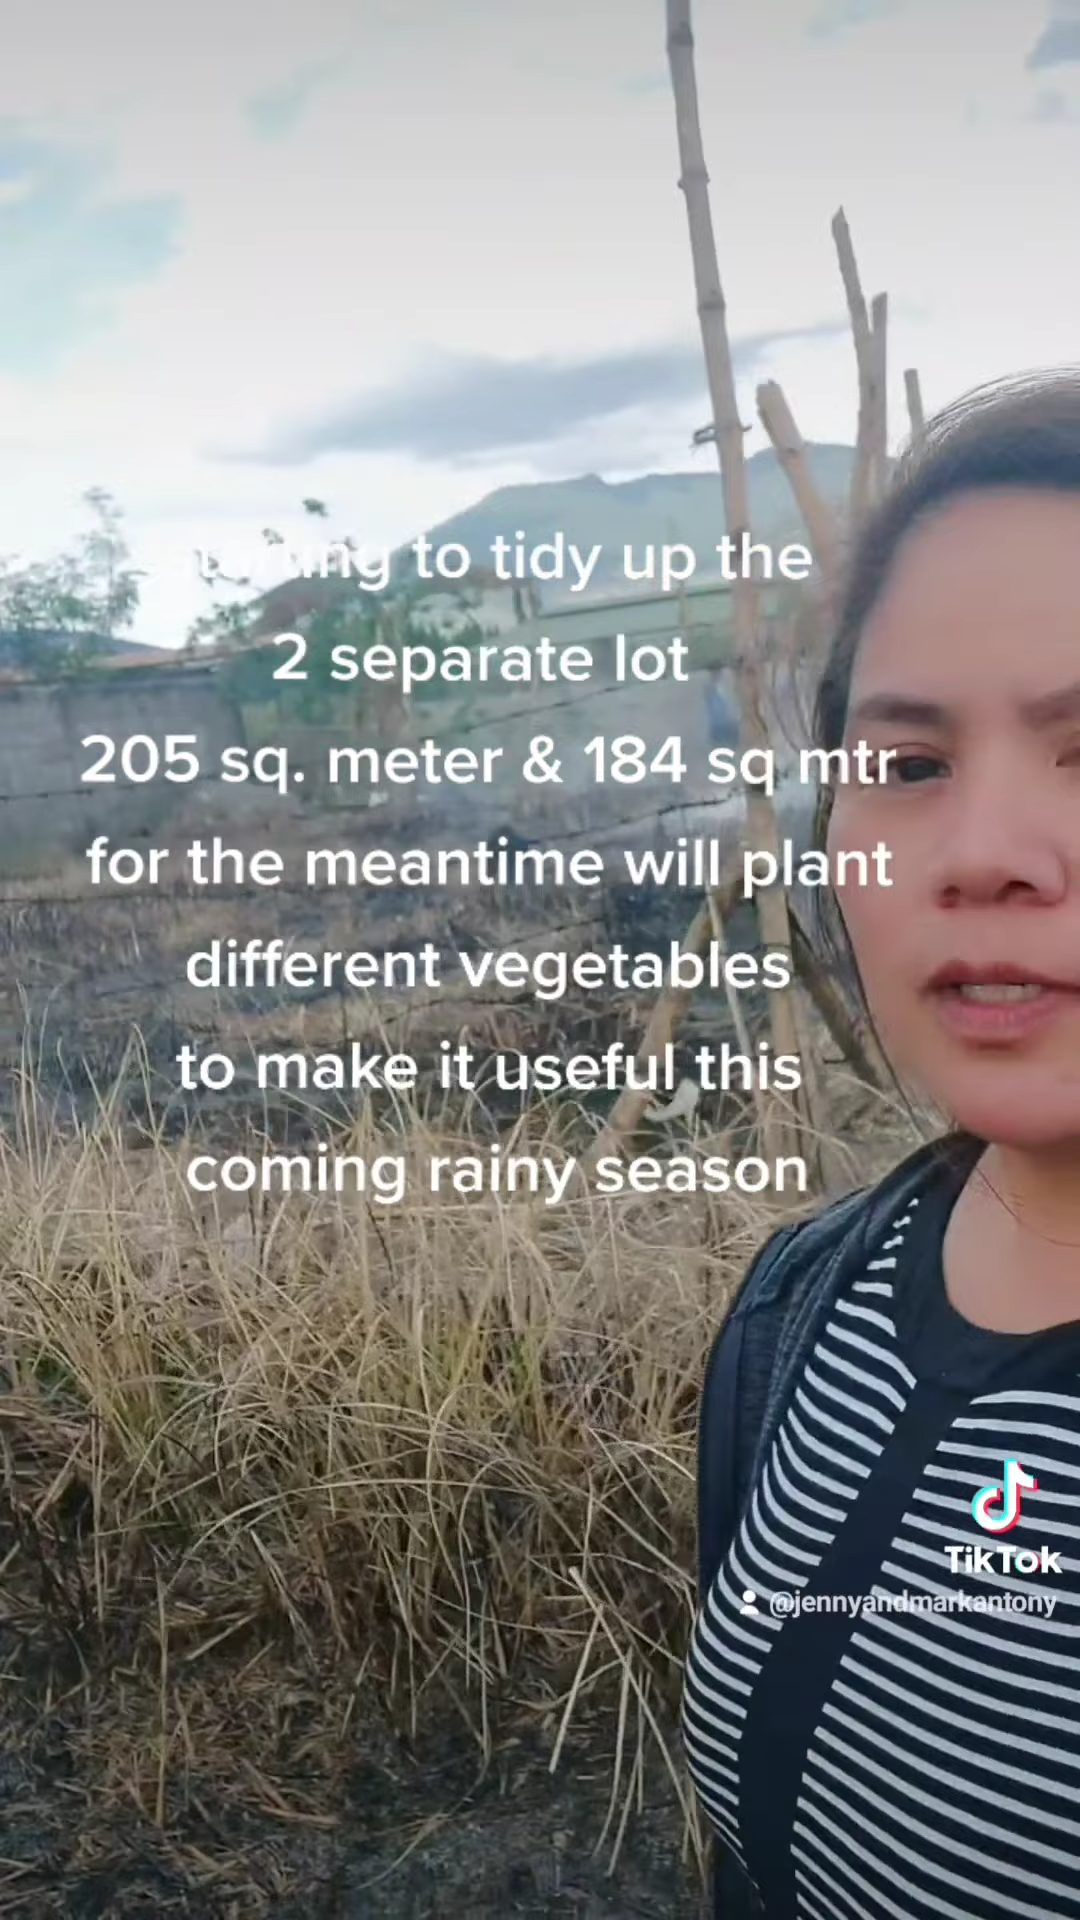 Starting to tidy up the
2 separate lot
205 sq. meter & 184 sq mtr
for the meantime will plant
different vegetables
to make it useful this
coming rainy season
TikTok
@jennyandmarkantony